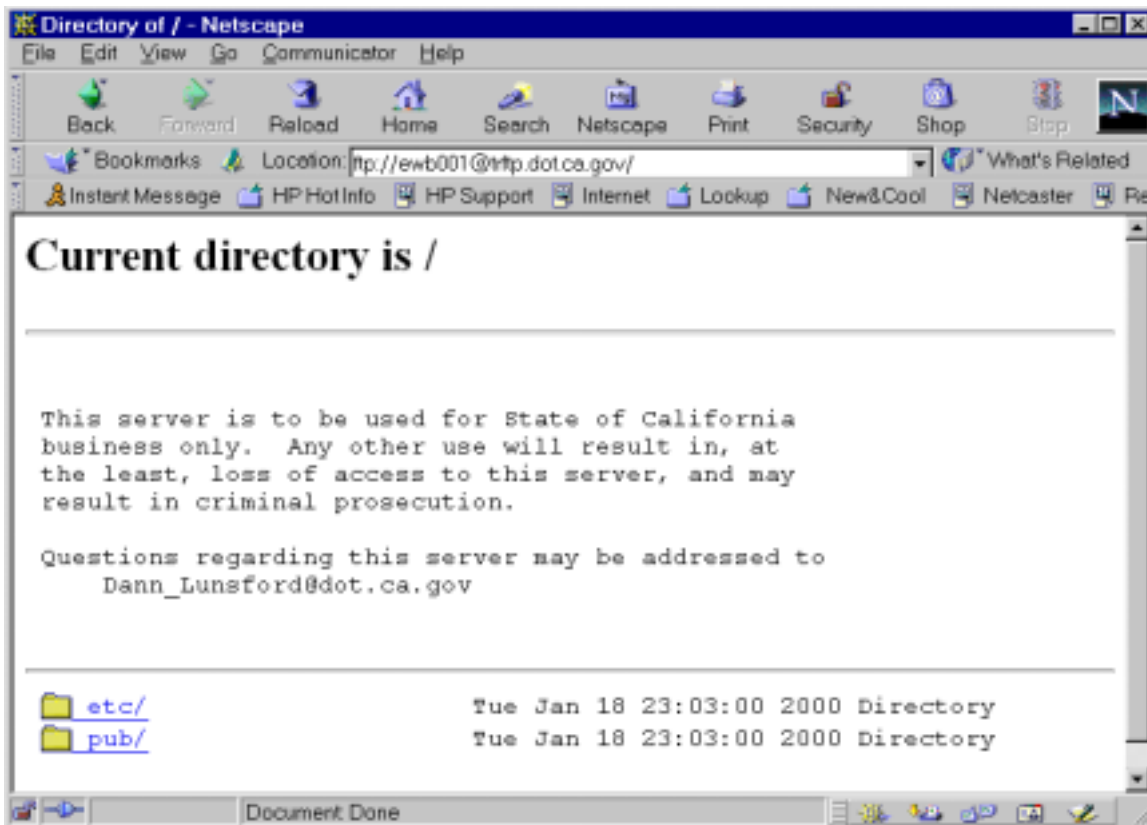 Directory of / - Netscape
File Edit View Go Communicator Help
Back Forward Reload Home Search Netscape Print Security Shop Stop
N
Bookmarks Location: ftp://ewb001@trftp.dot.ca.gov/ What's Related
Instant Message HP Hot Info HP Support Internet Lookup New&Cool Netcaster Re
Current directory is /
This server is to be used for State of California
business only. Any other use will result in, at
the least, loss of access to this server, and may
result in criminal prosecution.
Questions regarding this server may be addressed to
Dann_Lunsford@dot.ca.gov
etc/ Tue Jan 18 23:03:00 2000 Directory
pub/ Tue Jan 18 23:03:00 2000 Directory
Document Done